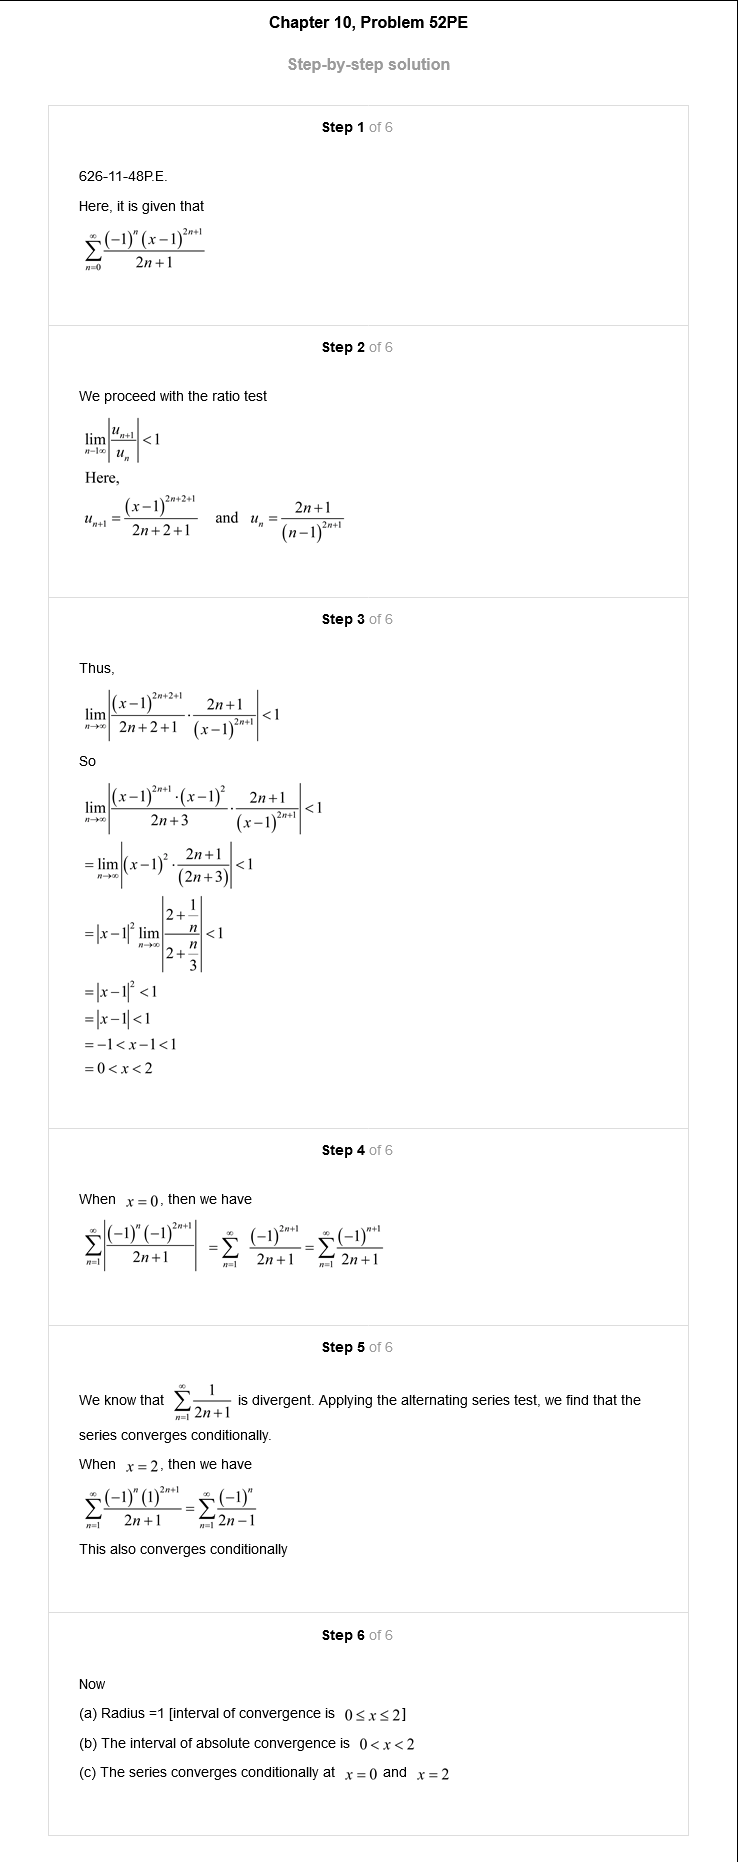 Chapter 10, Problem 52PE
Step-by-step solution
Step 1 of 6
626-11-48P.E.
Here, it is given that
$\sum_{n=0}^{\infty} \frac{(-1)^n (x-1)^{2n+1}}{2n+1}$
Step 2 of 6
We proceed with the ratio test
$\lim_{n-1\infty} \left| \frac{u_{n+1}}{u_n} \right| < 1$
Here,
$u_{n+1} = \frac{(x-1)^{2n+2+1}}{2n+2+1}$ and $u_n = \frac{2n+1}{(n-1)^{2n+1}}$
Step 3 of 6
Thus,
$\lim_{n \to \infty} \left| \frac{(x-1)^{2n+2+1}}{2n+2+1} \cdot \frac{2n+1}{(x-1)^{2n+1}} \right| < 1$
So
$\lim_{n \to \infty} \left| \frac{(x-1)^{2n+1} \cdot (x-1)^2}{2n+3} \cdot \frac{2n+1}{(x-1)^{2n+1}} \right| < 1$
$= \lim_{n \to \infty} \left| (x-1)^2 \cdot \frac{2n+1}{(2n+3)} \right| < 1$
$= |x-1|^2 \lim_{n \to \infty} \left| \frac{2+\frac{1}{n}}{2+\frac{n}{3}} \right| < 1$
$= |x-1|^2 < 1$
$= |x-1| < 1$
$= -1 < x-1 < 1$
$= 0 < x < 2$
Step 4 of 6
When $x = 0$, then we have
$\sum_{n=1}^{\infty} \left| \frac{(-1)^n (-1)^{2n+1}}{2n+1} \right| = \sum_{n=1}^{\infty} \frac{(-1)^{2n+1}}{2n+1} = \sum_{n=1}^{\infty} \frac{(-1)^{n+1}}{2n+1}$
Step 5 of 6
We know that $\sum_{n=1}^{\infty} \frac{1}{2n+1}$ is divergent. Applying the alternating series test, we find that the
series converges conditionally.
When $x = 2$, then we have
$\sum_{n=1}^{\infty} \frac{(-1)^n (1)^{2n+1}}{2n+1} = \sum_{n=1}^{\infty} \frac{(-1)^n}{2n-1}$
This also converges conditionally
Step 6 of 6
Now
(a) Radius =1 [interval of convergence is $0 \le x \le 2$]
(b) The interval of absolute convergence is $0 < x < 2$
(c) The series converges conditionally at $x = 0$ and $x = 2$